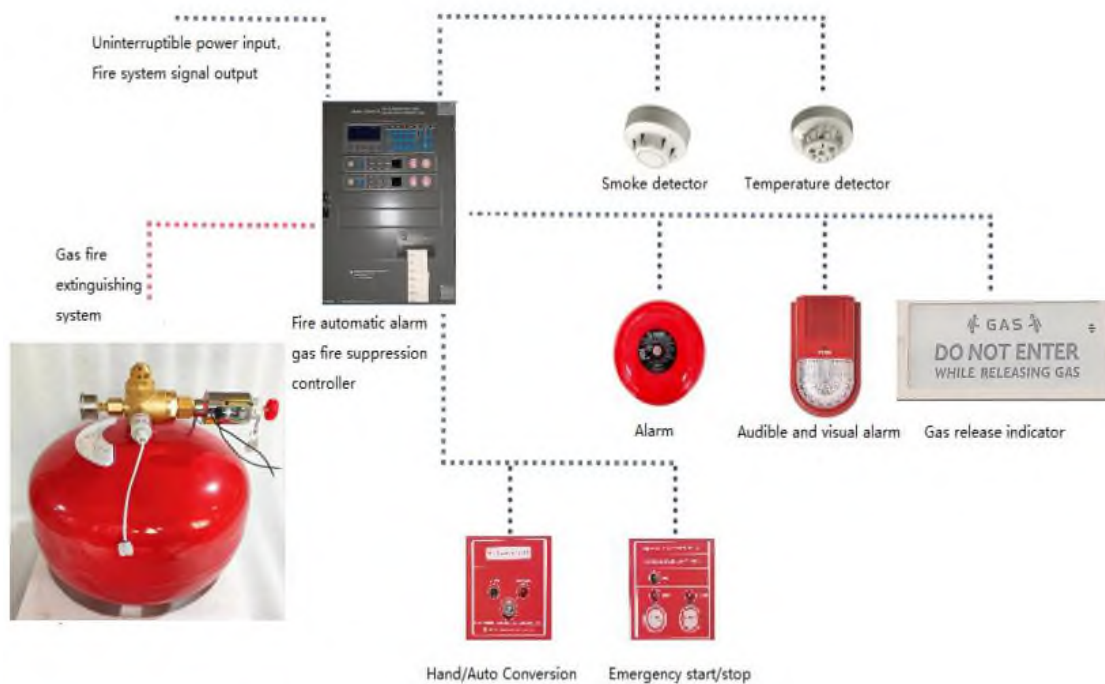 Uninterruptible power input,
Fire system signal output
Smoke detector
Temperature detector
Gas fire
extinguishing
system
Fire automatic alarm
gas fire suppression
controller
GAS
DO NOT ENTER
WHILE RELEASING GAS
Alarm
Audible and visual alarm
Gas release indicator
Hand/Auto Conversion
Emergency start/stop